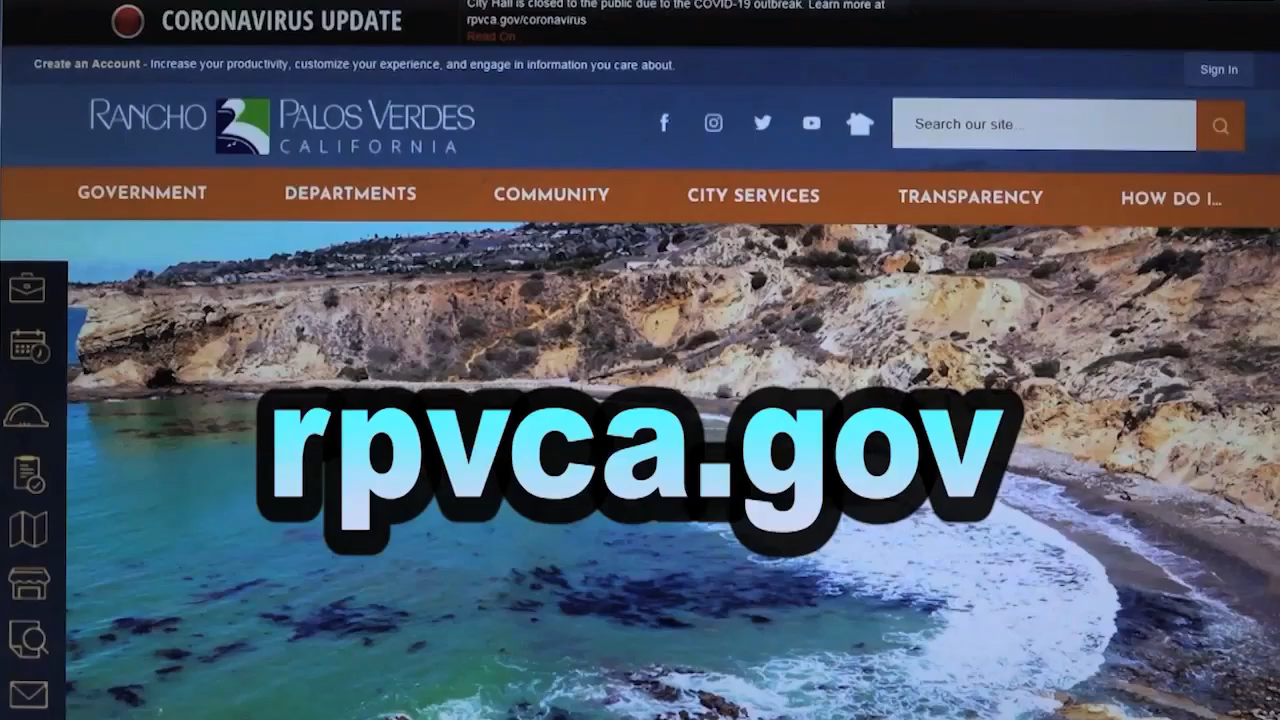 City Hall is closed to the public due to the COVID-19 outbreak. Learn more at
CORONAVIRUS UPDATE
rpvca.gov/coronavirus
Read On
Create an Account - Increase your productivity, customize your experience, and engage in information you care about.
Sign In
RANCHO PALOS VERDES
CALIFORNIA
Search our site...
GOVERNMENT DEPARTMENTS COMMUNITY CITY SERVICES TRANSPARENCY HOW DO I...
rpvca.gov